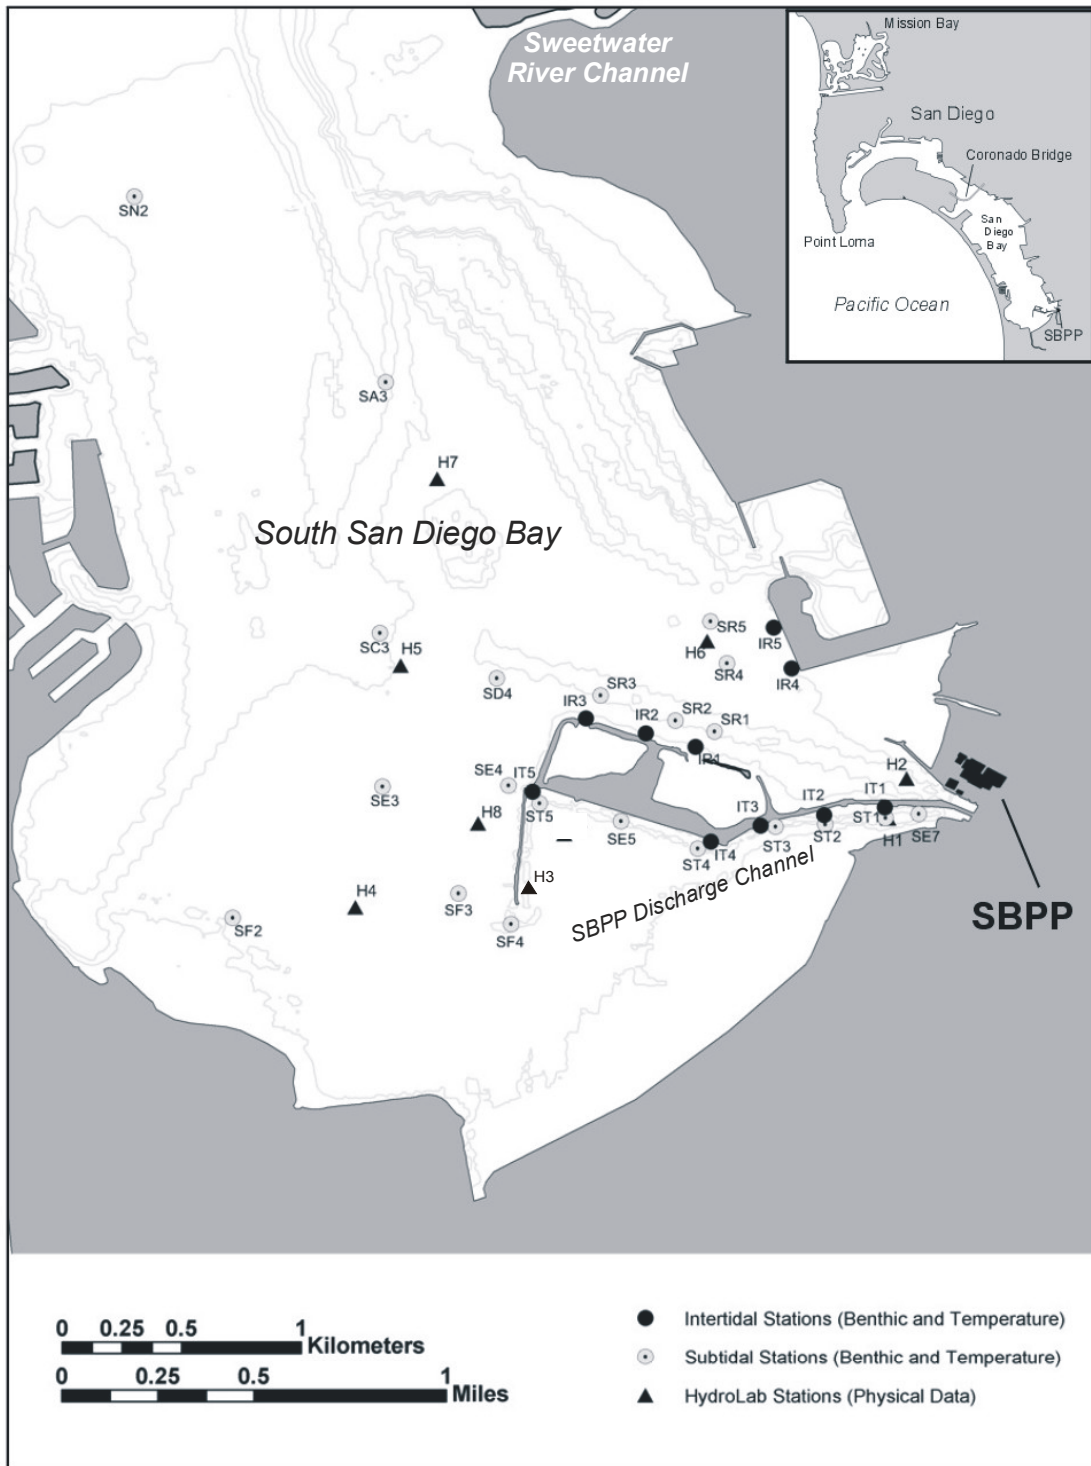 Sweetwater
River Channel
Mission Bay
San Diego
Coronado Bridge
San
Diego
Bay
Point Loma
Pacific Ocean
SBPP
SN2
SA3
H7
South San Diego Bay
SC3
H5
SR5
H6
IR5
SR4
IR4
SD4
SR3
IR3
IR2
SR2
SR1
IR1
H2
SE4
IT5
SE3
ST5
H8
SE5
IT3
IT2
IT1
ST1
SE7
H1
ST2
ST3
IT4
ST4
H3
SBPP Discharge Channel
SBPP
H4
SF3
SF2
SF4
0 0.25 0.5 1
Kilometers
0 0.25 0.5 1
Miles
Intertidal Stations (Benthic and Temperature)
Subtidal Stations (Benthic and Temperature)
HydroLab Stations (Physical Data)